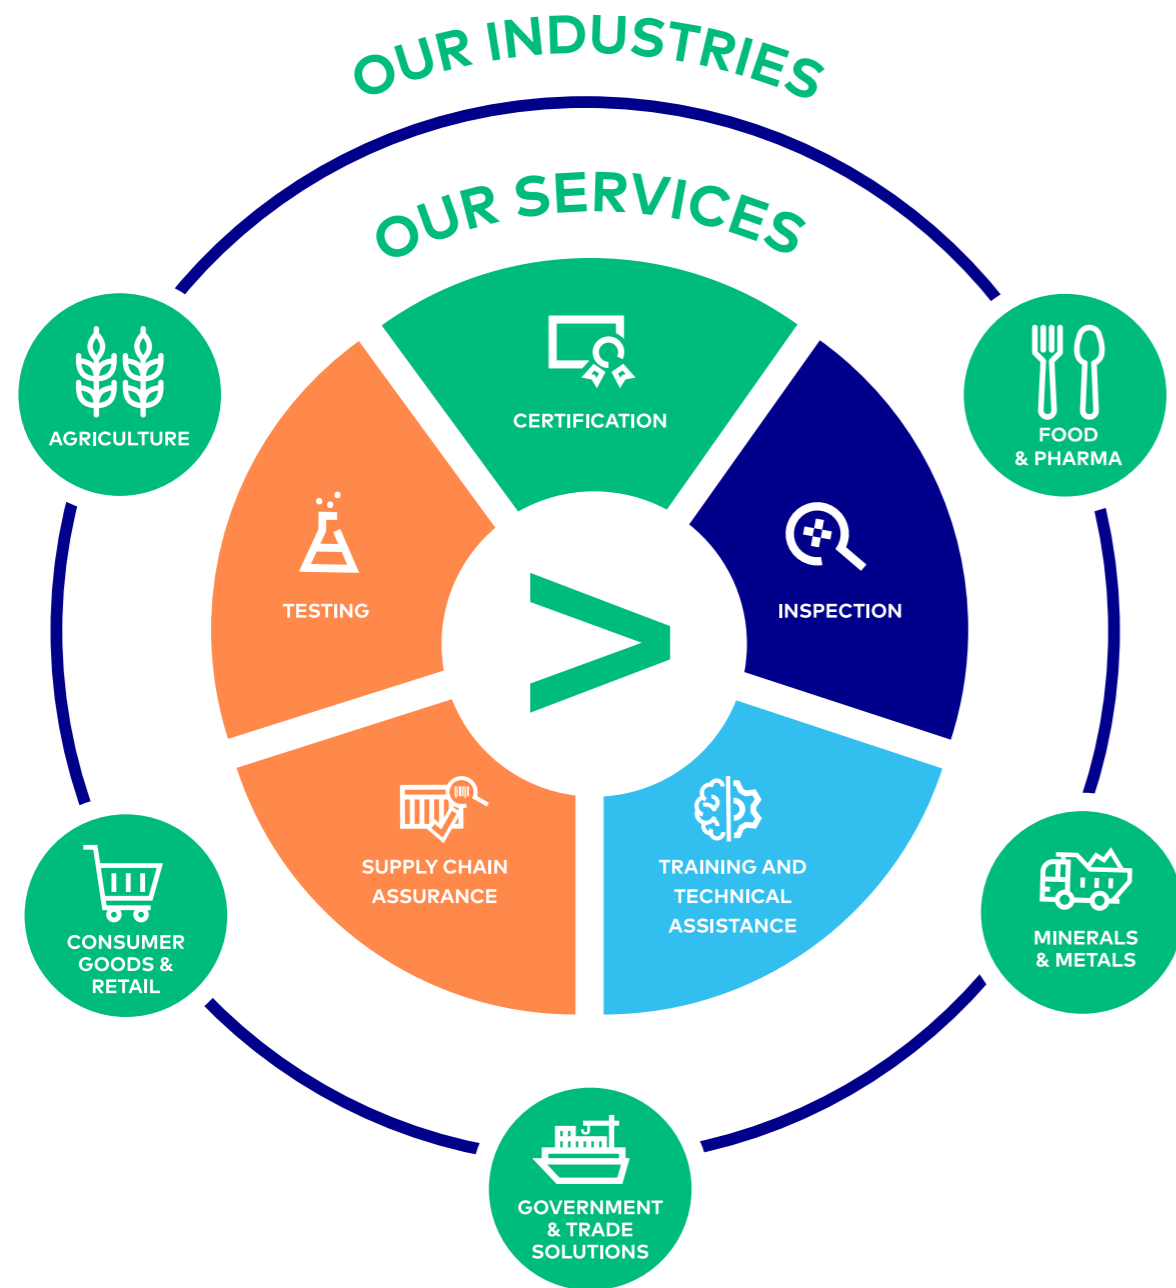 OUR INDUSTRIES
OUR SERVICES
CERTIFICATION
INSPECTION
TRAINING AND
TECHNICAL
ASSISTANCE
SUPPLY CHAIN
ASSURANCE
TESTING
AGRICULTURE
FOOD
& PHARMA
MINERALS
& METALS
GOVERNMENT
& TRADE
SOLUTIONS
CONSUMER
GOODS &
RETAIL